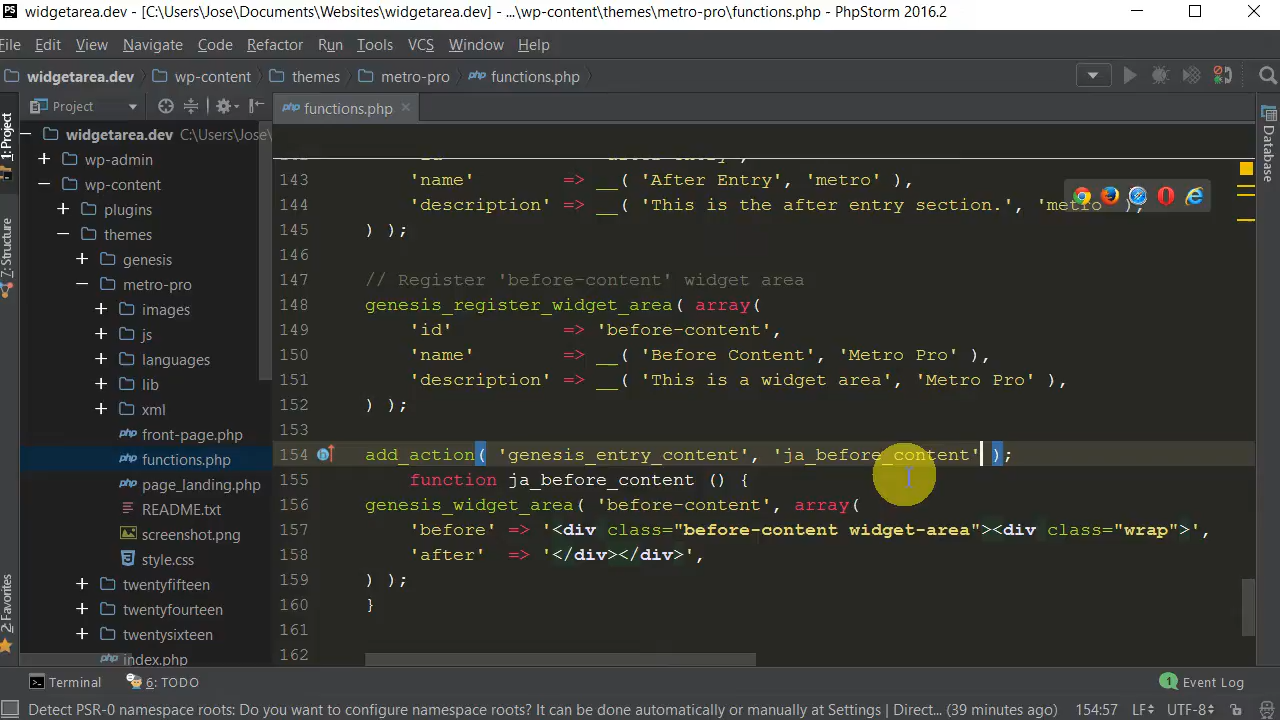 widgetarea.dev - [C:\Users\Jose\Documents\Websites\widgetarea.dev] - ...\wp-content\themes\metro-pro\functions.php - PhpStorm 2016.2
File Edit View Navigate Code Refactor Run Tools VCS Window Help
widgetarea.dev wp-content themes metro-pro functions.php
Project
functions.php
1: Project
7: Structure
2: Favorites
Database
widgetarea.dev C:\Users\Jose\
wp-admin
wp-content
plugins
themes
genesis
metro-pro
images
js
languages
lib
xml
front-page.php
functions.php
page_landing.php
README.txt
screenshot.png
style.css
twentyfifteen
twentyfourteen
twentysixteen
index.php
143 'name' => __( 'After Entry', 'metro' ),
144 'description' => __( 'This is the after entry section.', 'metro' ),
145 ) );
146
147 // Register 'before-content' widget area
148 genesis_register_widget_area( array(
149 'id' => 'before-content',
150 'name' => __( 'Before Content', 'Metro Pro' ),
151 'description' => __( 'This is a widget area', 'Metro Pro' ),
152 ) );
153
154 add_action( 'genesis_entry_content', 'ja_before_content' );
155 function ja_before_content () {
156 genesis_widget_area( 'before-content', array(
157 'before' => '<div class="before-content widget-area"><div class="wrap">',
158 'after' => '</div></div>',
159 ) );
160 }
161
162
Terminal 6: TODO
1 Event Log
Detect PSR-0 namespace roots: Do you want to configure namespace roots? It can be done automatically or manually at Settings | Direct... (39 minutes ago) 154:57 LF UTF-8